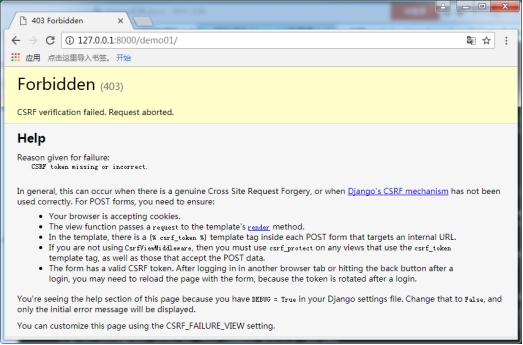 403 Forbidden
127.0.0.1:8000/demo01/
应用 点击这里导入书签。 开始
Forbidden (403)
CSRF verification failed. Request aborted.
Help
Reason given for failure:
CSRF token missing or incorrect.
In general, this can occur when there is a genuine Cross Site Request Forgery, or when Django's CSRF mechanism has not been
used correctly. For POST forms, you need to ensure:
• Your browser is accepting cookies.
• The view function passes a request to the template's render method.
• In the template, there is a {% csrf_token %} template tag inside each POST form that targets an internal URL.
• If you are not using CsrfViewMiddleware, then you must use csrf_protect on any views that use the csrf_token
template tag, as well as those that accept the POST data.
• The form has a valid CSRF token. After logging in in another browser tab or hitting the back button after a
login, you may need to reload the page with the form, because the token is rotated after a login.
You're seeing the help section of this page because you have DEBUG = True in your Django settings file. Change that to False, and
only the initial error message will be displayed.
You can customize this page using the CSRF_FAILURE_VIEW setting.